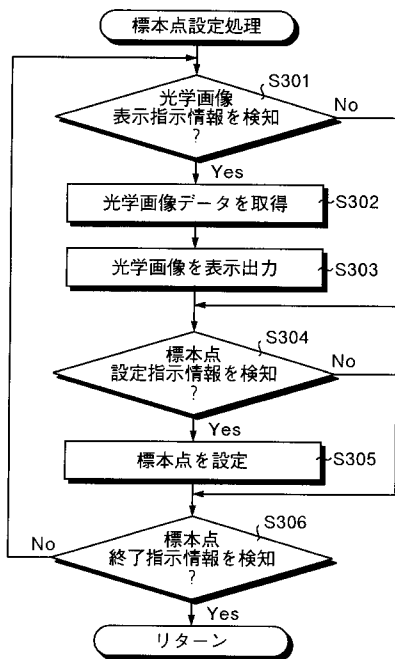 標本点設定処理
S301
光学画像
表示指示情報を検知
?
No
Yes
光学画像データを取得
S302
光学画像を表示出力
S303
S304
標本点
設定指示情報を検知
?
No
Yes
標本点を設定
S305
S306
標本点
終了指示情報を検知
?
No
Yes
リターン